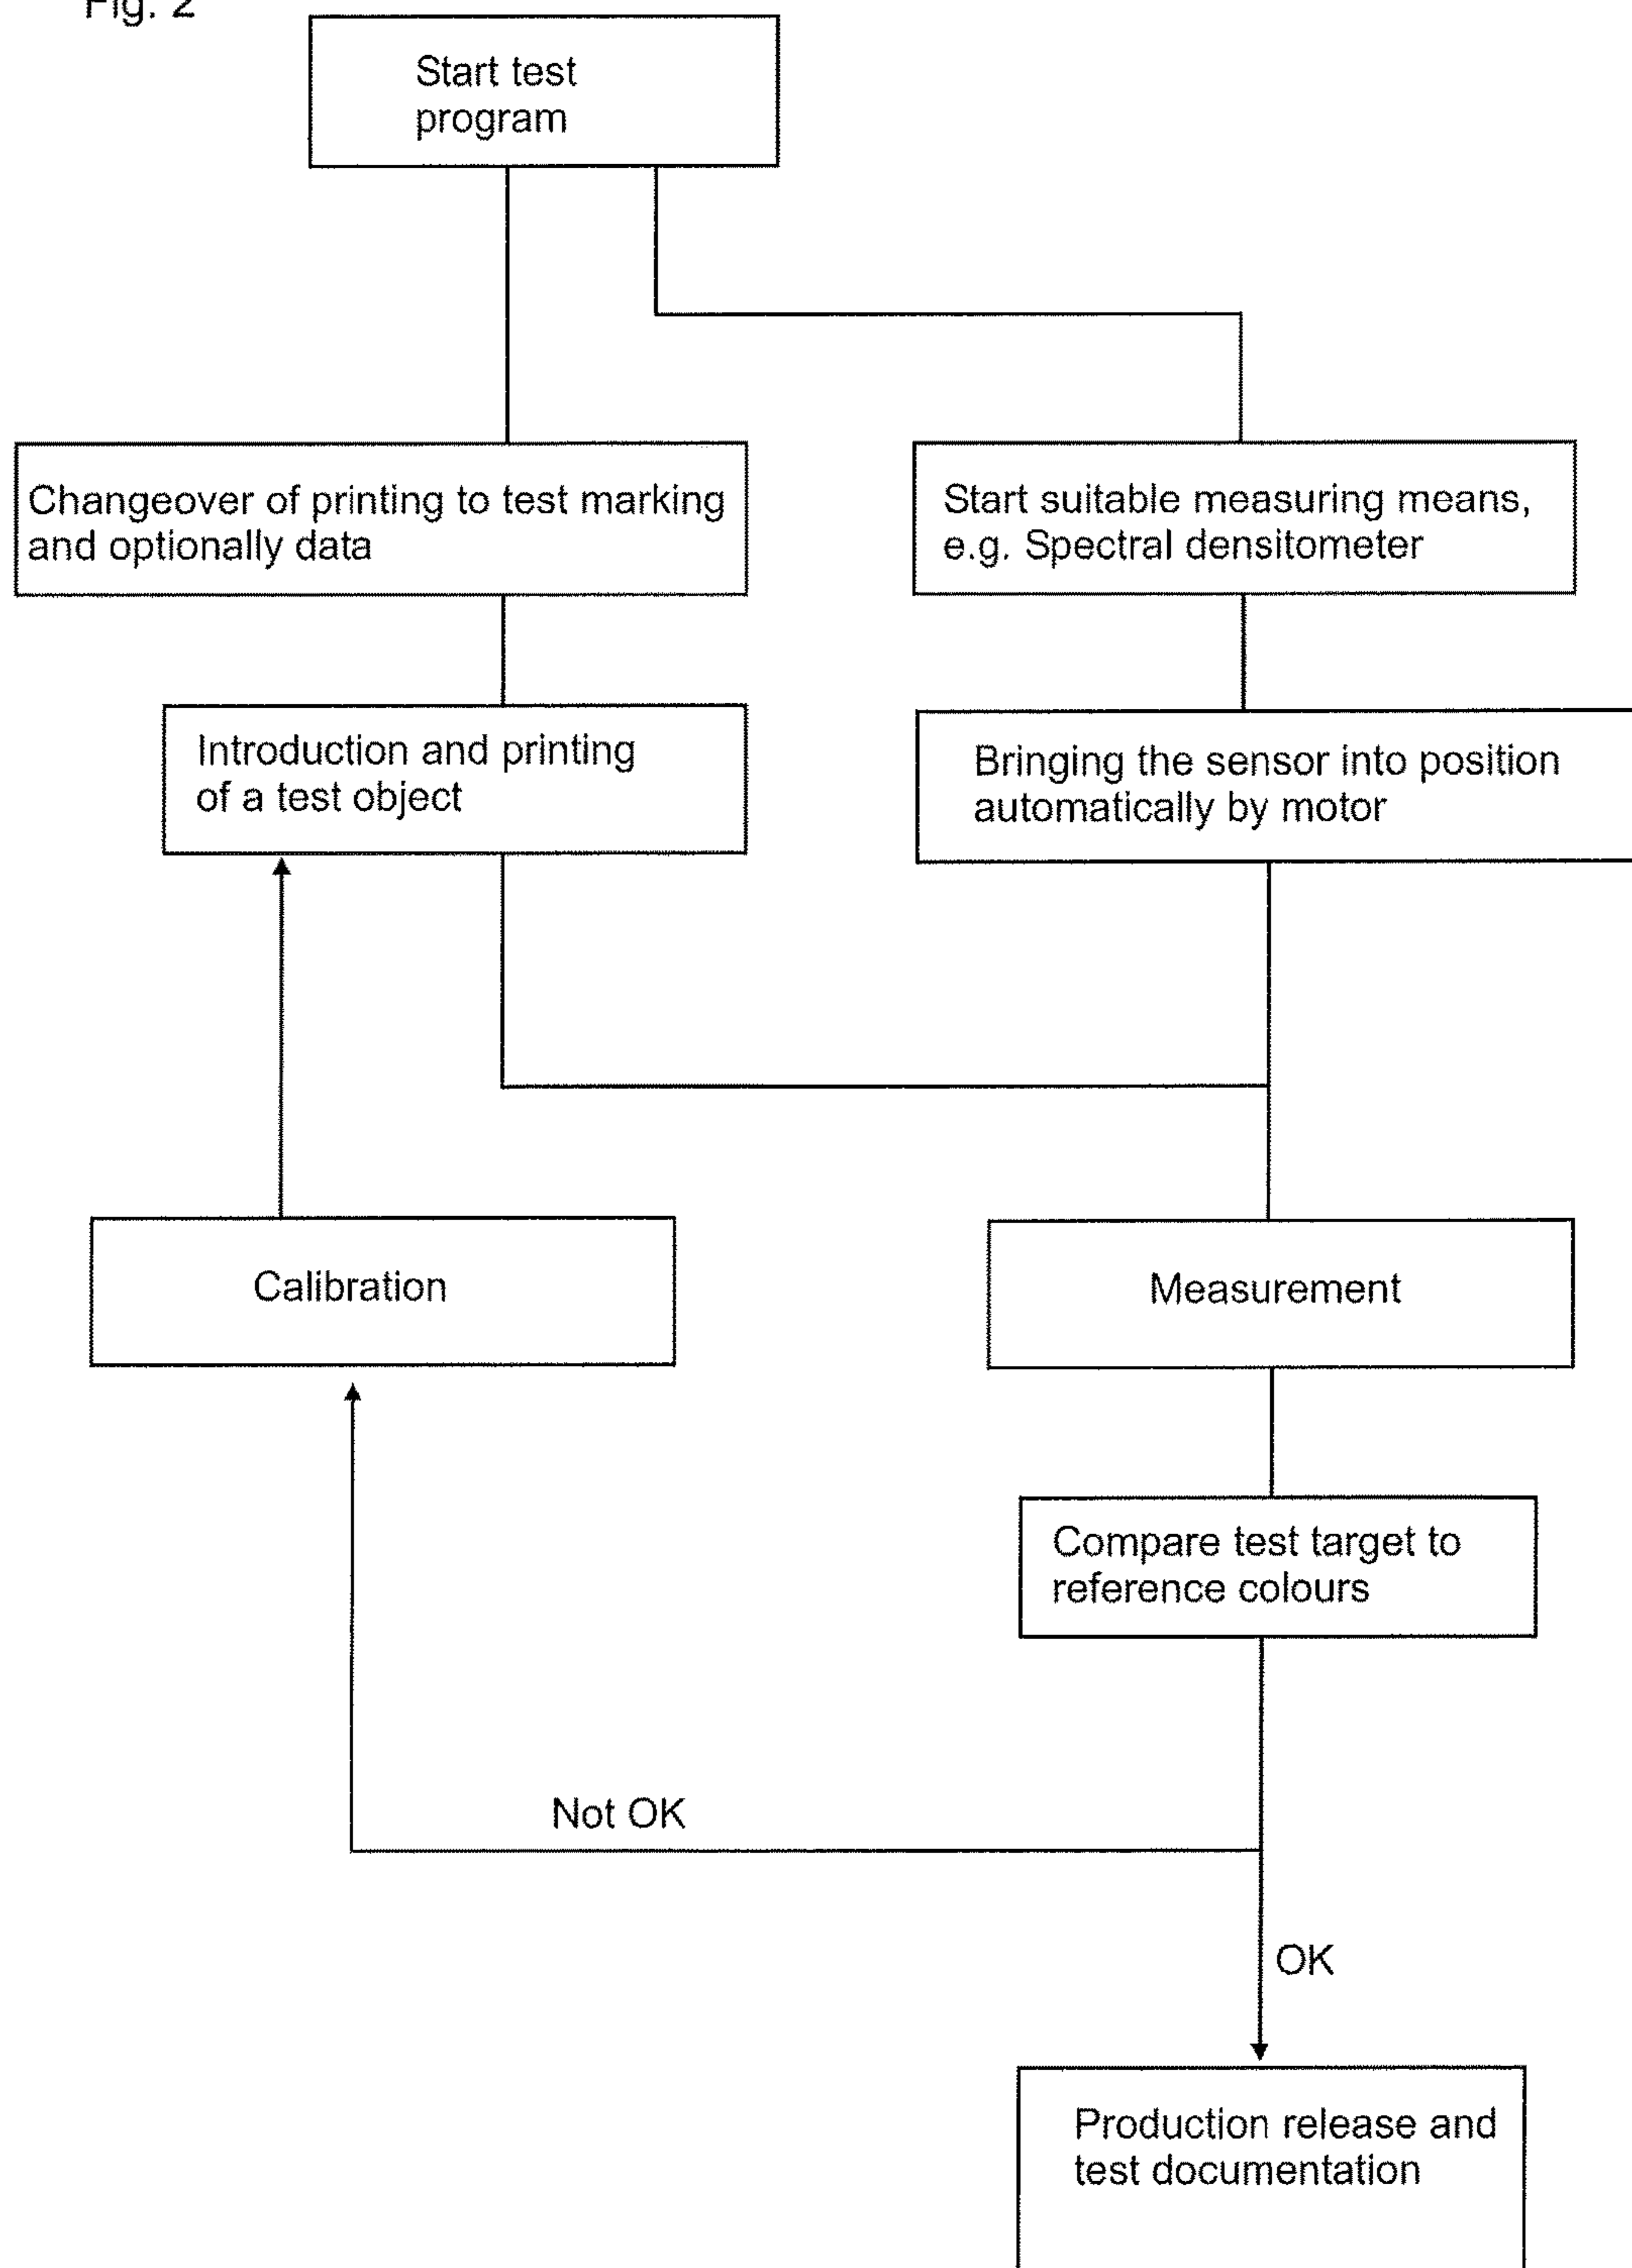 Fig. 2
Start test
program
Changeover of printing to test marking
and optionally data
Start suitable measuring means,
e.g. Spectral densitometer
Introduction and printing
of a test object
Bringing the sensor into position
automatically by motor
Calibration
Measurement
Compare test target to
reference colours
Not OK
OK
Production release and
test documentation